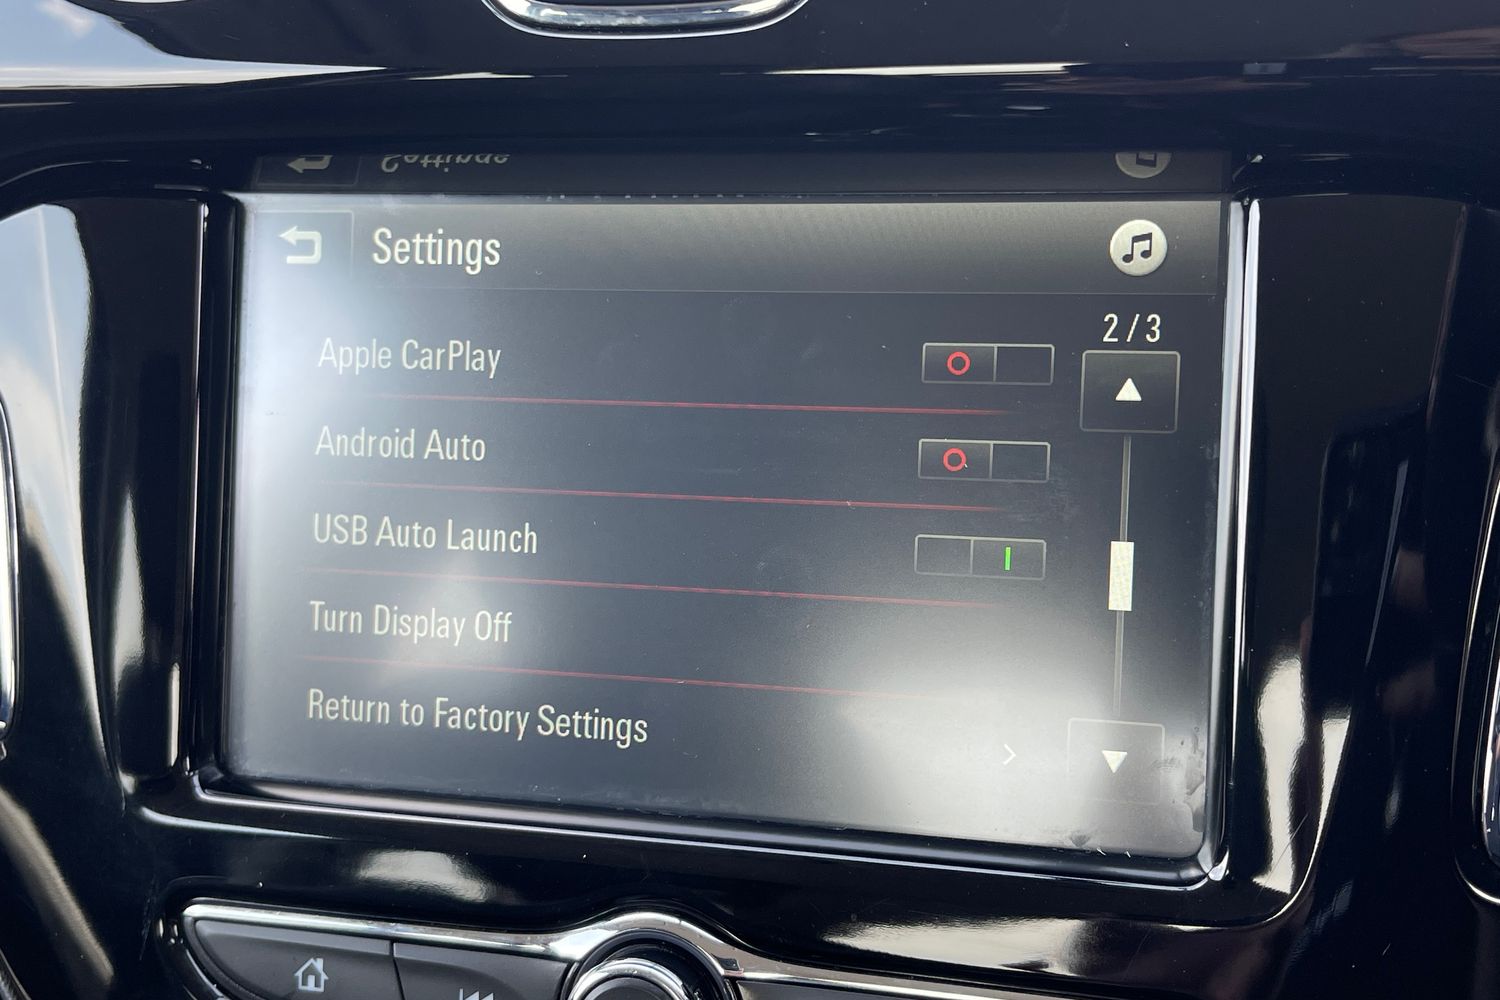 Settings
2/3
Apple CarPlay
Android Auto
USB Auto Launch
Turn Display Off
Return to Factory Settings